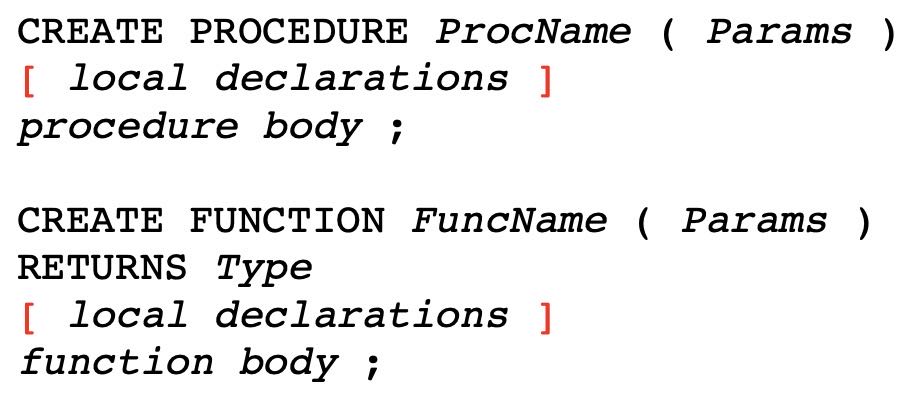 CREATE PROCEDURE ProcName ( Params )
[ local declarations ]
procedure body ;
CREATE FUNCTION FuncName ( Params )
RETURNS Type
[ local declarations ]
function body ;